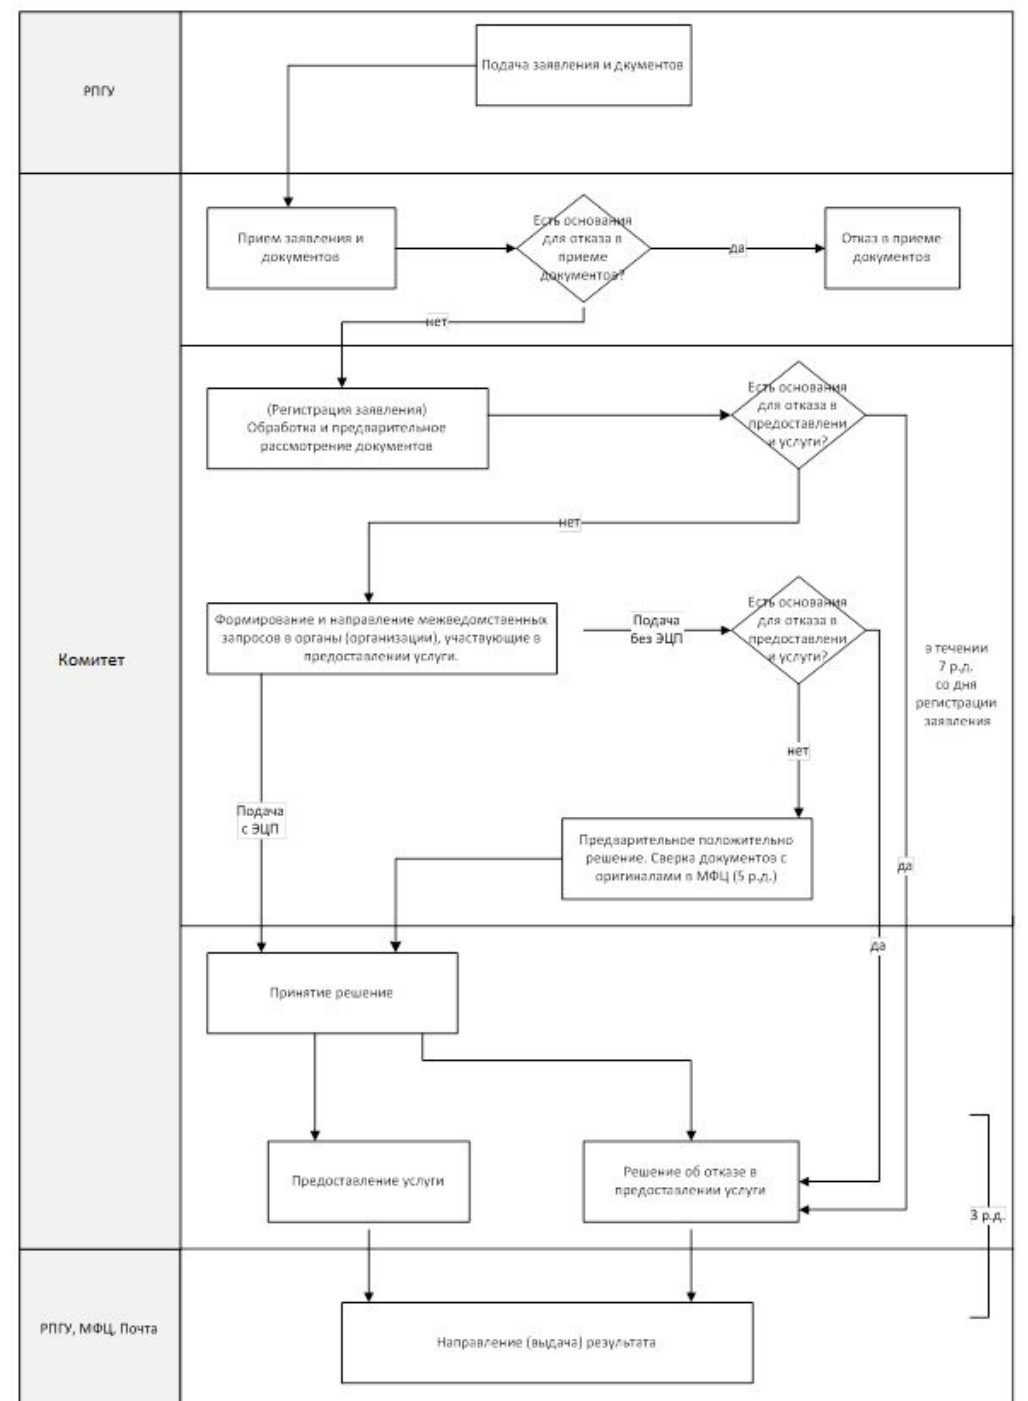 РПГУ
Подача заявления и дкументов
Комитет
Прием заявления и
документов
Есть основания
для отказа в
приеме
документов?
да
Отказ в приеме
документов
нет
(Регистрация заявления)
Обработка и предварительное
рассмотрение документов
Есть основания
для отказа в
предоставлени
и услуги?
нет
Формирование и направление межведомственных
запросов в органы (организации), участвующие в
предоставлении услуги.
Подача
без ЭЦП
Есть основания
для отказа в
предоставлени
и услуги?
в течении
7 р.д.
со дня
регистрации
заявления
нет
Подача
с ЭЦП
Предварительное положительно
решение. Сверка документов с
оригиналами в МФЦ (5 р.д.)
да
да
Принятие решение
Предоставление услуги
Решение об отказе в
предоставлении услуги
3 р.д.
РПГУ, МФЦ, Почта
Направление (выдача) результата